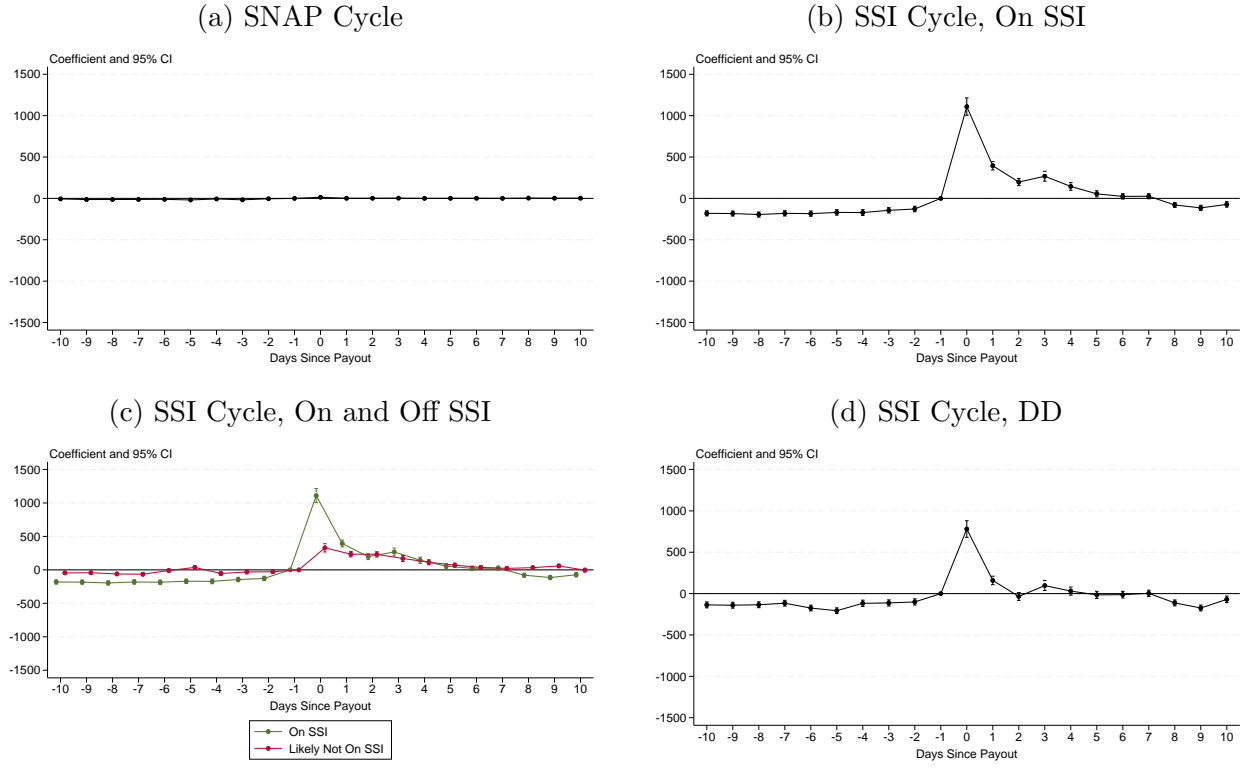 (a) SNAP Cycle
Coefficient and 95% CI
1500
1000
500
0
-500
-1000
-1500
-10 -9 -8 -7 -6 -5 -4 -3 -2 -1 0 1 2 3 4 5 6 7 8 9 10
Days Since Payout
(b) SSI Cycle, On SSI
Coefficient and 95% CI
1500
1000
500
0
-500
-1000
-1500
-10 -9 -8 -7 -6 -5 -4 -3 -2 -1 0 1 2 3 4 5 6 7 8 9 10
Days Since Payout
(c) SSI Cycle, On and Off SSI
Coefficient and 95% CI
1500
1000
500
0
-500
-1000
-1500
-10 -9 -8 -7 -6 -5 -4 -3 -2 -1 0 1 2 3 4 5 6 7 8 9 10
Days Since Payout
On SSI
Likely Not On SSI
(d) SSI Cycle, DD
Coefficient and 95% CI
1500
1000
500
0
-500
-1000
-1500
-10 -9 -8 -7 -6 -5 -4 -3 -2 -1 0 1 2 3 4 5 6 7 8 9 10
Days Since Payout